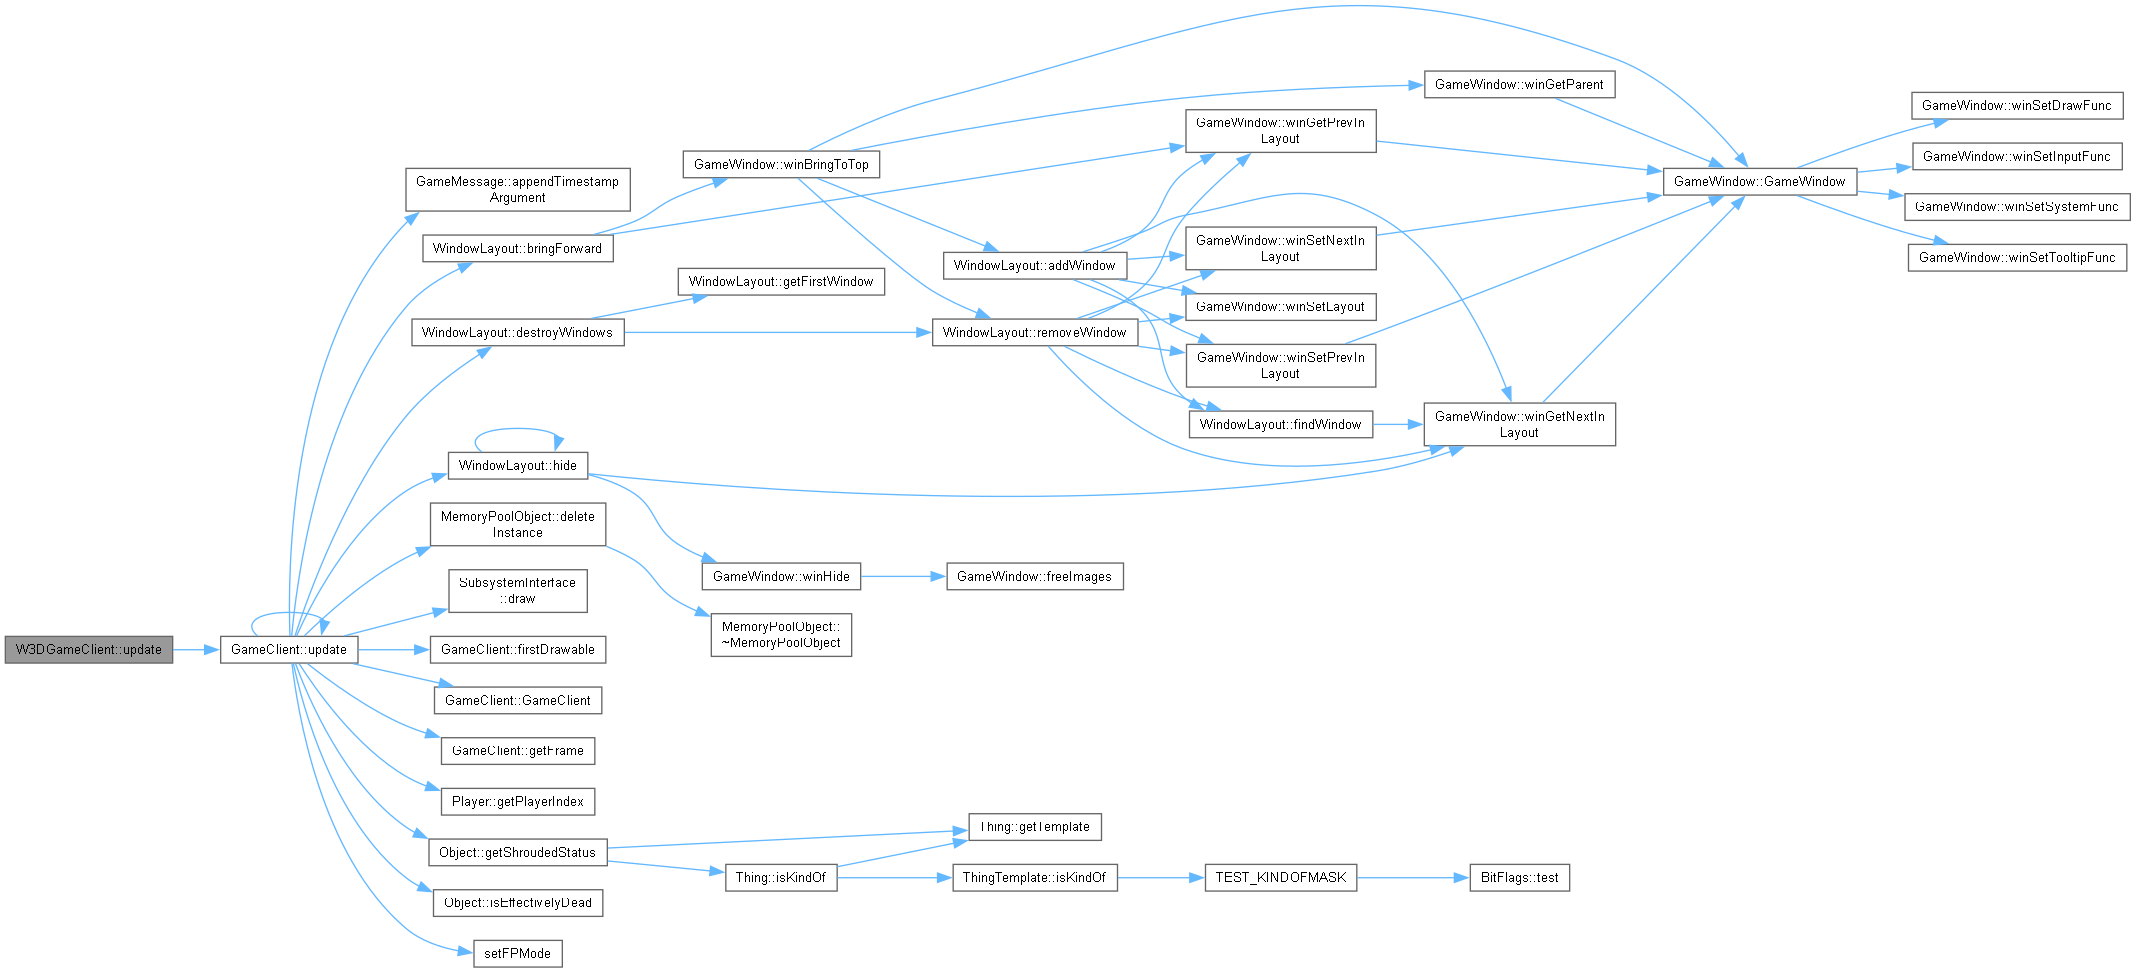 W3DGameClient::update
GameClient::update
GameMessage::appendTimestamp
Argument
WindowLayout::bringForward
WindowLayout::destroyWindows
WindowLayout::hide
MemoryPoolObject::delete
Instance
SubsystemInterface
::draw
GameClient::firstDrawable
GameClient::GameClient
GameClient::getFrame
Player::getPlayerIndex
Object::getShroudedStatus
Object::isEffectivelyDead
setFPMode
GameWindow::winBringToTop
WindowLayout::getFirstWindow
GameWindow::winHide
MemoryPoolObject::
~MemoryPoolObject
Thing::isKindOf
WindowLayout::addWindow
WindowLayout::removeWindow
GameWindow::freeImages
Thing::getTemplate
ThingTemplate::isKindOf
GameWindow::winGetPrevIn
Layout
GameWindow::winSetNextIn
Layout
GameWindow::winSetLayout
GameWindow::winSetPrevIn
Layout
WindowLayout::findWindow
TEST_KINDOFMASK
GameWindow::winGetParent
GameWindow::winGetNextIn
Layout
BitFlags::test
GameWindow::GameWindow
GameWindow::winSetDrawFunc
GameWindow::winSetInputFunc
GameWindow::winSetSystemFunc
GameWindow::winSetTooltipFunc